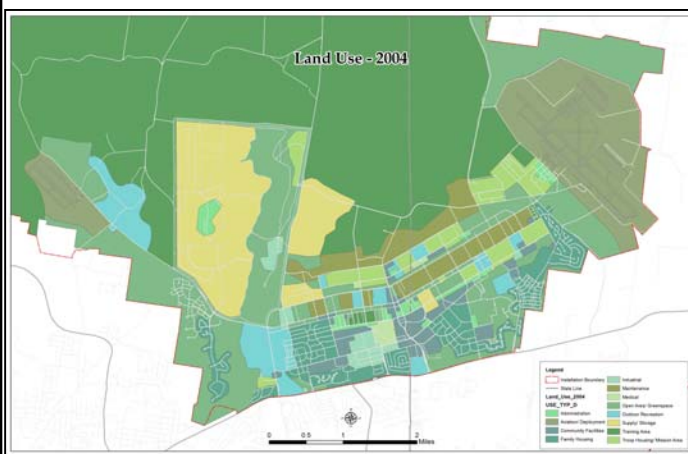 Land Use - 2004
Legend
Installation Boundary
State Line
Land_Use_2004
USE_TYP_D
Administration
Aviation Deployment
Community Facilities
Family Housing
Industrial
Maintenance
Medical
Open Area/ Greenspace
Outdoor Recreation
Supply/ Storage
Training Area
Troop Housing/ Mission Area
0 0.5 1 2
Miles